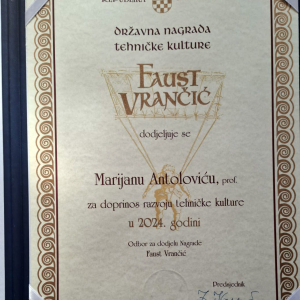 DRŽAVNA NAGRADA
TEHNIČKE KULTURE
FAUST
VRANČIĆ
dodjeljuje se
Marijanu Antoloviću, prof.
za doprinos razvoju tehničke kulture
u 2024. godini
Odbor za dodjelu Nagrade
Faust Vrančić
Predsjednik